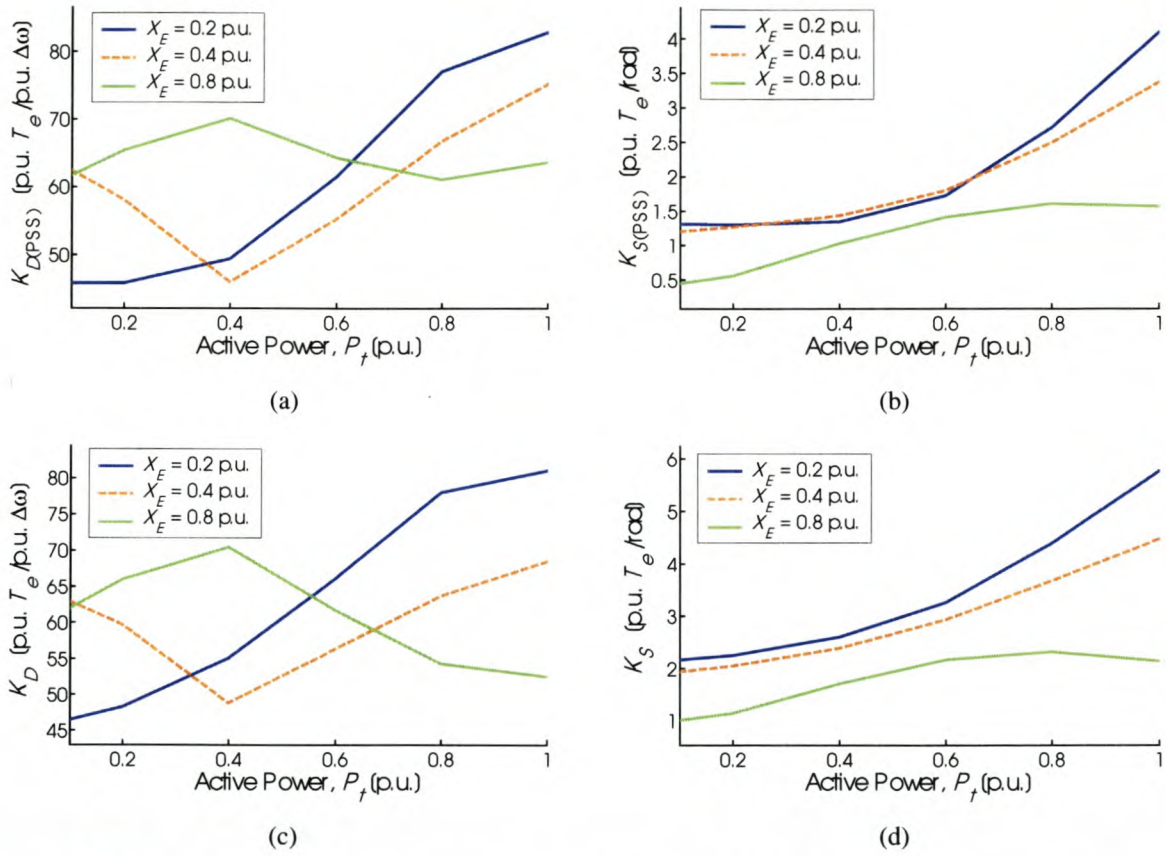 X_E = 0.2 p.u.
X_E = 0.4 p.u.
X_E = 0.8 p.u.
80
70
60
50
K_D(PSS) (p.u. T_e /p.u. Δω)
0.2 0.4 0.6 0.8 1
Active Power, P_t (p.u.)
(a)
X_E = 0.2 p.u.
X_E = 0.4 p.u.
X_E = 0.8 p.u.
4
3.5
3
2.5
2
1.5
1
0.5
K_S(PSS) (p.u. T_e /rad)
0.2 0.4 0.6 0.8 1
Active Power, P_t (p.u.)
(b)
X_E = 0.2 p.u.
X_E = 0.4 p.u.
X_E = 0.8 p.u.
80
75
70
65
60
55
50
45
K_D (p.u. T_e /p.u. Δω)
0.2 0.4 0.6 0.8 1
Active Power, P_t (p.u.)
(c)
X_E = 0.2 p.u.
X_E = 0.4 p.u.
X_E = 0.8 p.u.
6
5
4
3
2
1
K_S (p.u. T_e /rad)
0.2 0.4 0.6 0.8 1
Active Power, P_t (p.u.)
(d)